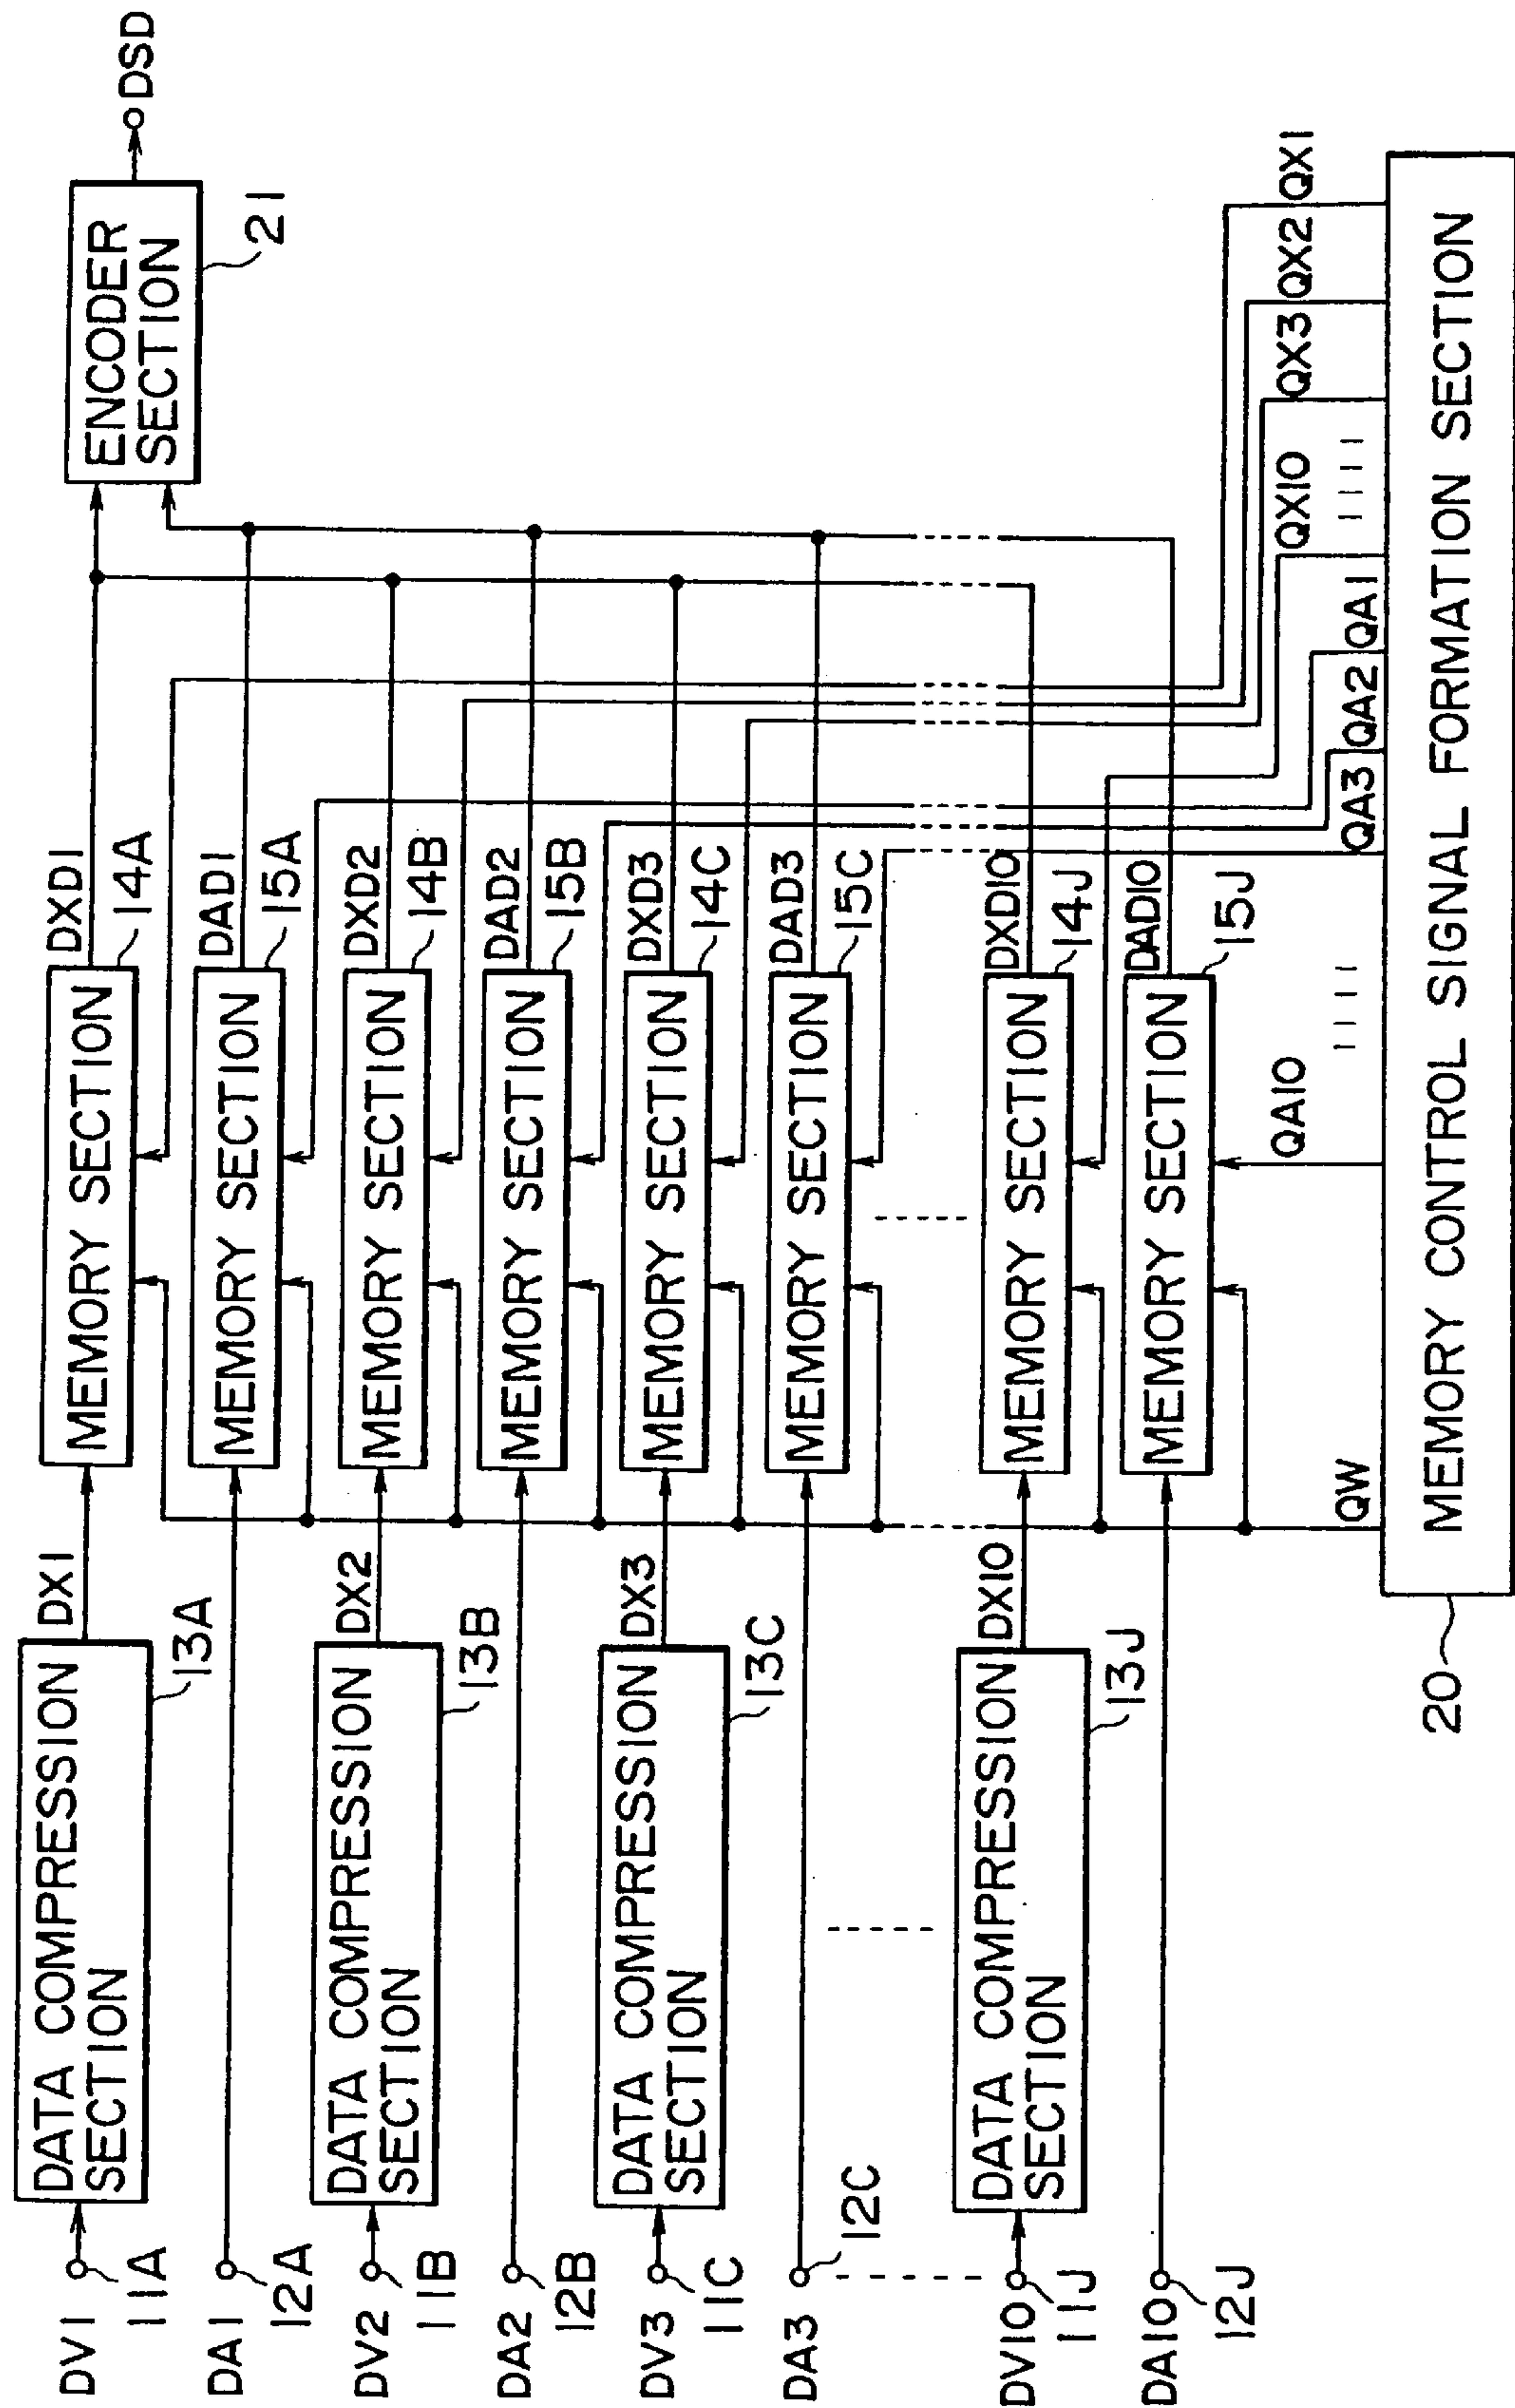 DV1
11A
DATA COMPRESSION
SECTION
13A
DX1
MEMORY SECTION
DXD1
14A
ENCODER
SECTION
21
DSD
DA1
12A
MEMORY SECTION
DAD1
15A
DV2
11B
DATA COMPRESSION
SECTION
13B
DX2
MEMORY SECTION
DXD2
14B
DA2
12B
MEMORY SECTION
DAD2
15B
DV3
11C
DATA COMPRESSION
SECTION
13C
DX3
MEMORY SECTION
DXD3
14C
DA3
12C
MEMORY SECTION
DAD3
15C
DV10
11J
DATA COMPRESSION
SECTION
13J
DX10
MEMORY SECTION
DXD10
14J
DA10
12J
MEMORY SECTION
DAD10
15J
QW
QA10
QA3
QA2
QA1
QX10
QX3
QX2
QX1
20
MEMORY CONTROL SIGNAL FORMATION SECTION